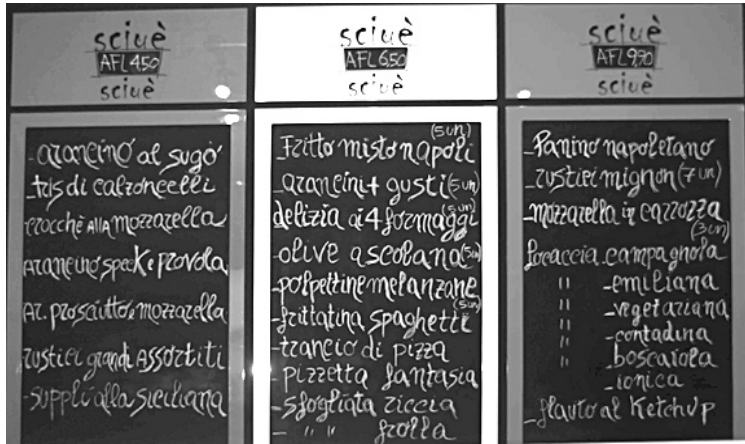 sciuè
AFL 4,50
sciuè
-arancino al sugo
-tris di calzoncelli
crocchè ALLA mozzarella
Arancino specK e provola
Ar. prosciutto e mozzarella
rustici grandi ASSORTITI
-supplì alla siciliana
sciuè
AFL 6,50
sciuè
-Fritto misto napoli (5 un)
-arancini 4 gusti (5 un)
delizia ai 4 formaggi (5 un)
-olive ascolana (5 un)
-polpettine melanzane
-frittatina spaghetti (5 un)
-trancio di pizza
-pizzetta fantasia
-sfogliata riccia
- " " frolla
sciuè
AFL 9,90
sciuè
-Panino napoletano
-rustici mignon (7 un)
-mozzarella in carrozza (3 un)
Focaccia campagnola
" -emiliana
" -vegetariana
" -contadina
" -boscaiola
-ionica
-flauto al Ketchup